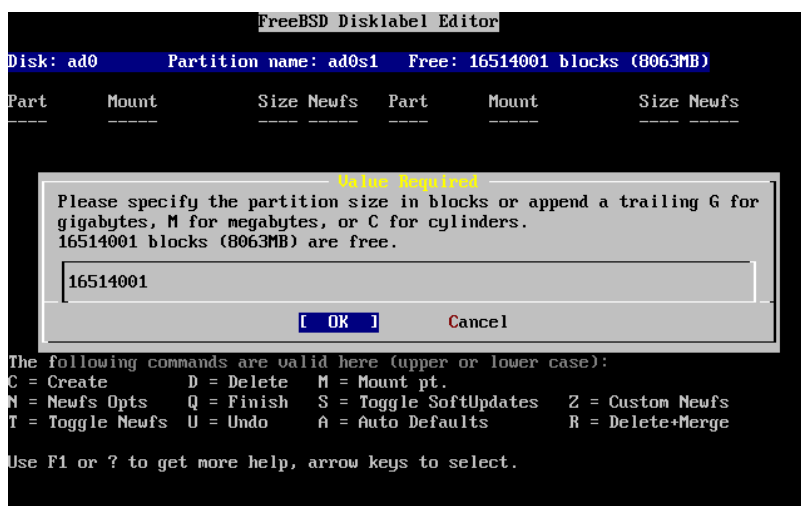 FreeBSD Disklabel Editor
Disk: ad0 Partition name: ad0s1 Free: 16514001 blocks (8063MB)
Part Mount Size Newfs Part Mount Size Newfs
---- ----- ---- ----- ---- ----- ---- -----
Value Required
Please specify the partition size in blocks or append a trailing G for
gigabytes, M for megabytes, or C for cylinders.
16514001 blocks (8063MB) are free.
16514001
[ OK ] Cancel
The following commands are valid here (upper or lower case):
C = Create D = Delete M = Mount pt.
N = Newfs Opts Q = Finish S = Toggle SoftUpdates Z = Custom Newfs
T = Toggle Newfs U = Undo A = Auto Defaults R = Delete+Merge
Use F1 or ? to get more help, arrow keys to select.